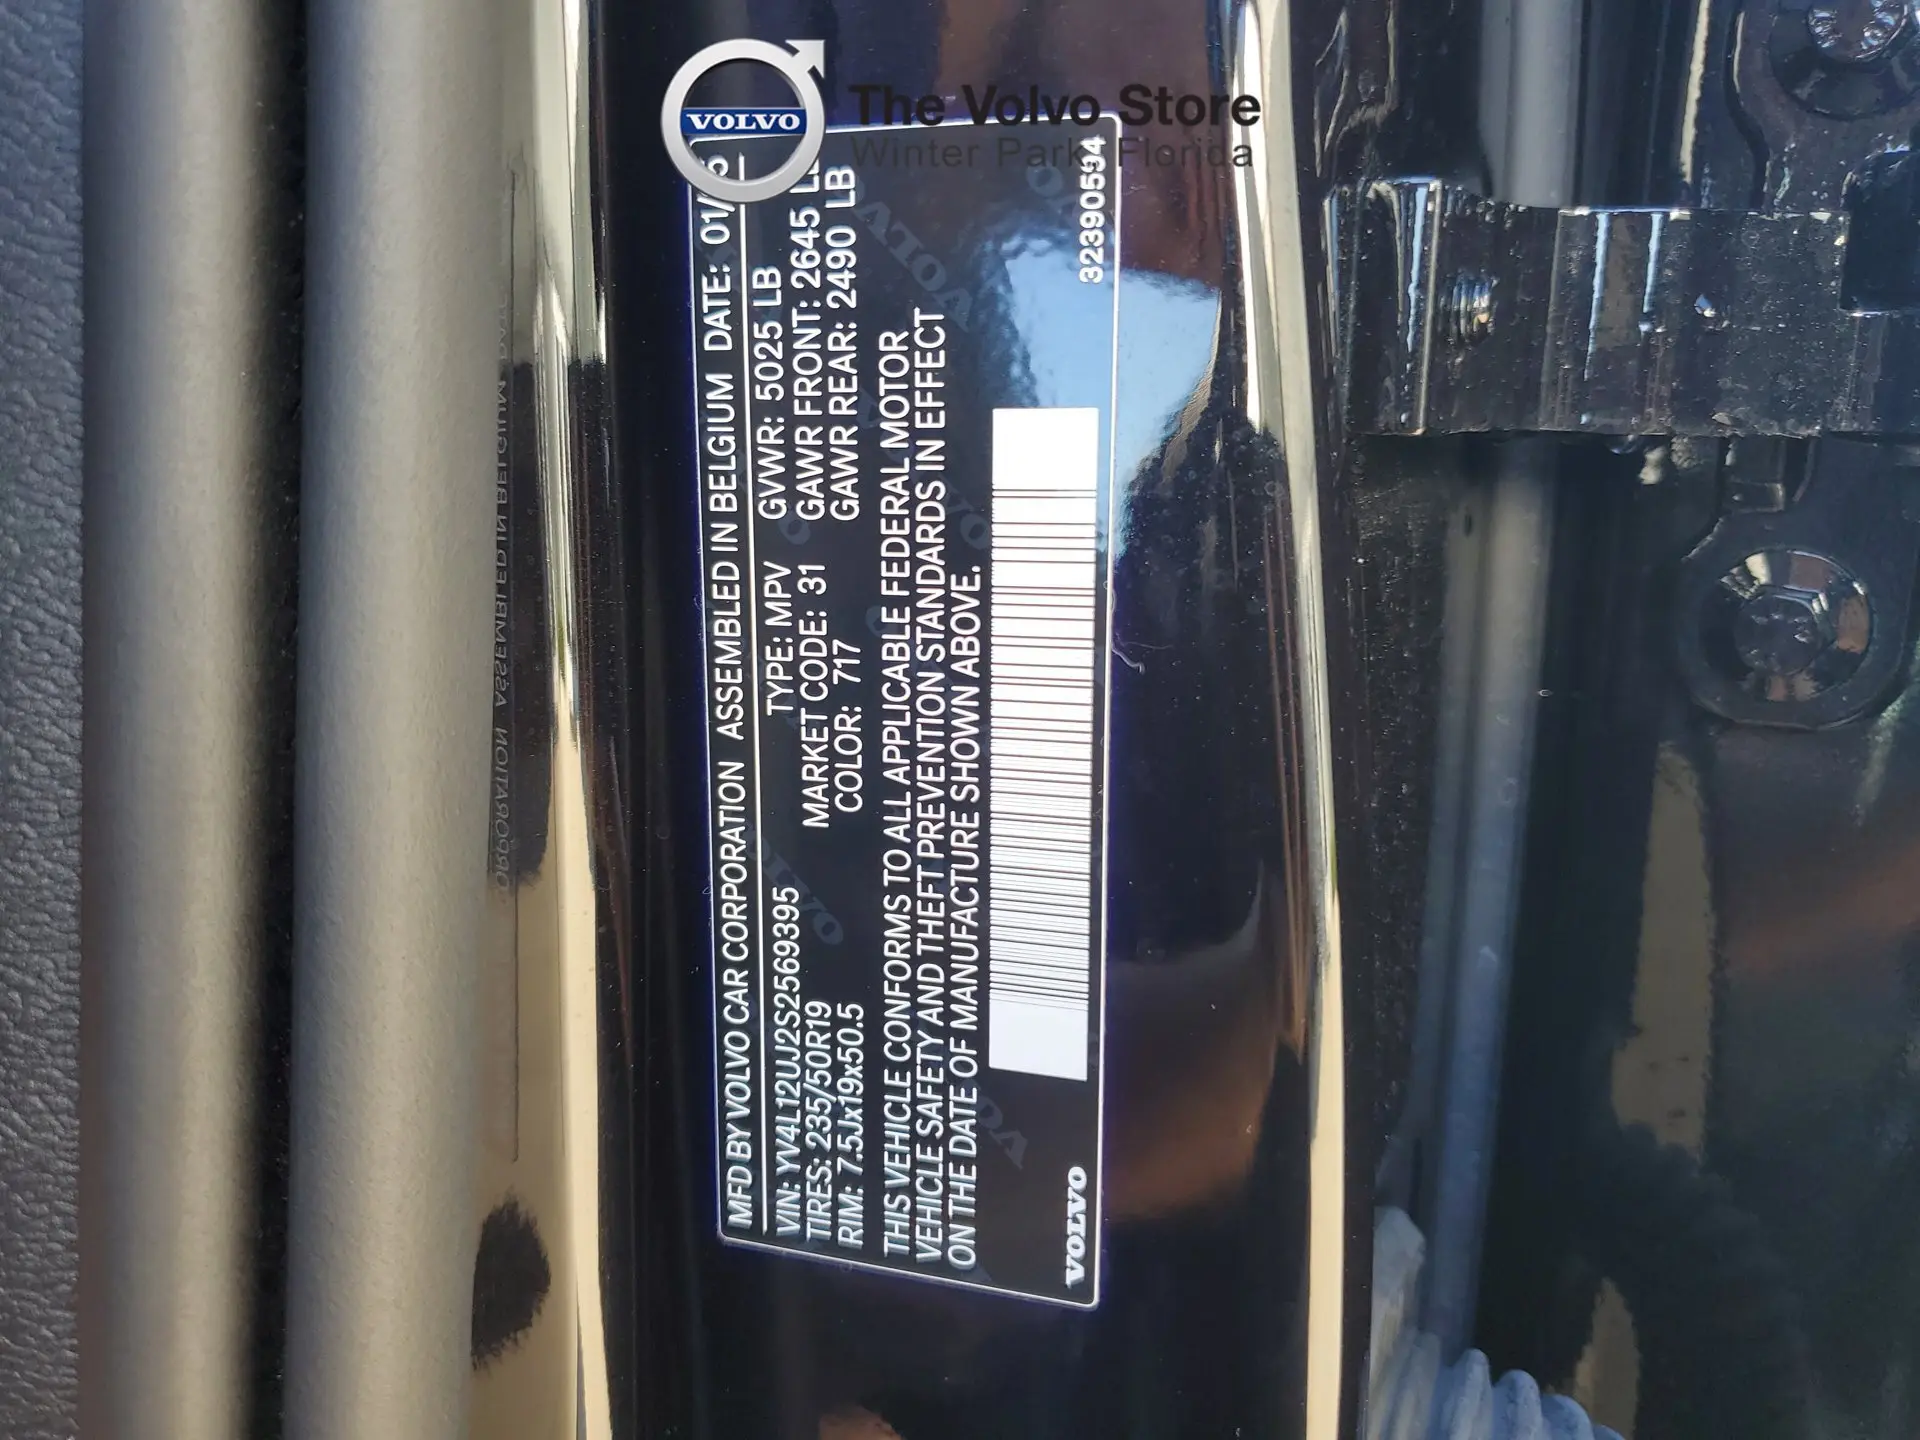 VOLVO
The Volvo Store
Winter Park, Florida
MFD BY VOLVO CAR CORPORATION ASSEMBLED IN BELGIUM DATE: 01/
VIN: YV4L12UJ2S2569395 TYPE: MPV GVWR: 5025 LB
TIRES: 235/50R19 MARKET CODE: 31 GAWR FRONT: 2645 LB
RIM: 7.5Jx19x50.5 COLOR: 717 GAWR REAR: 2490 LB
THIS VEHICLE CONFORMS TO ALL APPLICABLE FEDERAL MOTOR
VEHICLE SAFETY AND THEFT PREVENTION STANDARDS IN EFFECT
ON THE DATE OF MANUFACTURE SHOWN ABOVE.
VOLVO 32390594